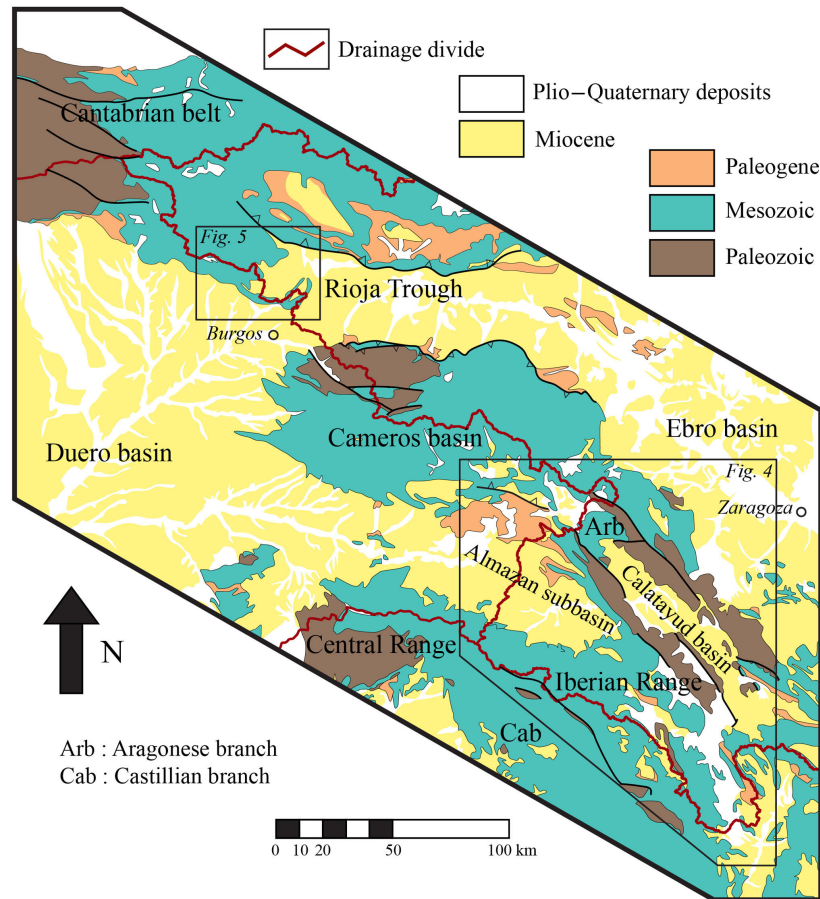 Drainage divide
Plio–Quaternary deposits
Miocene
Paleogene
Mesozoic
Paleozoic
Cantabrian belt
Fig. 5
Rioja Trough
Burgos
Cameros basin
Ebro basin
Duero basin
Fig. 4
Zaragoza
Arb
Almazan subbasin
Calatayud basin
Central Range
Iberian Range
Cab
N
Arb : Aragonese branch
Cab : Castillian branch
0 10 20 50 100 km